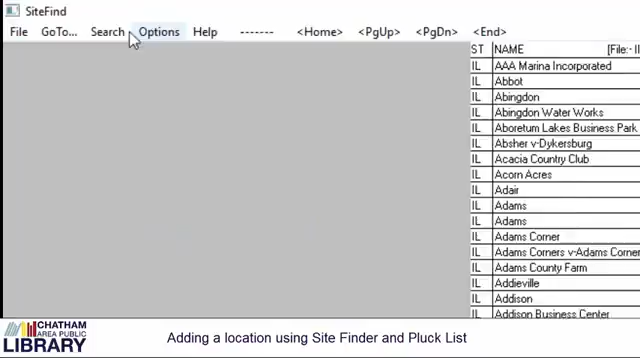 SiteFind
File GoTo... Search Options Help ------- <Home> <PgUp> <PgDn> <End>
ST NAME [File:- Il
IL AAA Marina Incorporated
IL Abbot
IL Abingdon
IL Abingdon Water Works
IL Aboretum Lakes Business Park
IL Absher v-Dykersburg
IL Acacia Country Club
IL Acorn Acres
IL Adair
IL Adams
IL Adams
IL Adams Corner
IL Adams Corners v-Adams Corner
IL Adams County Farm
IL Addieville
IL Addison
IL Addison Business Center
CHATHAM
AREA PUBLIC
LIBRARY
Adding a location using Site Finder and Pluck List